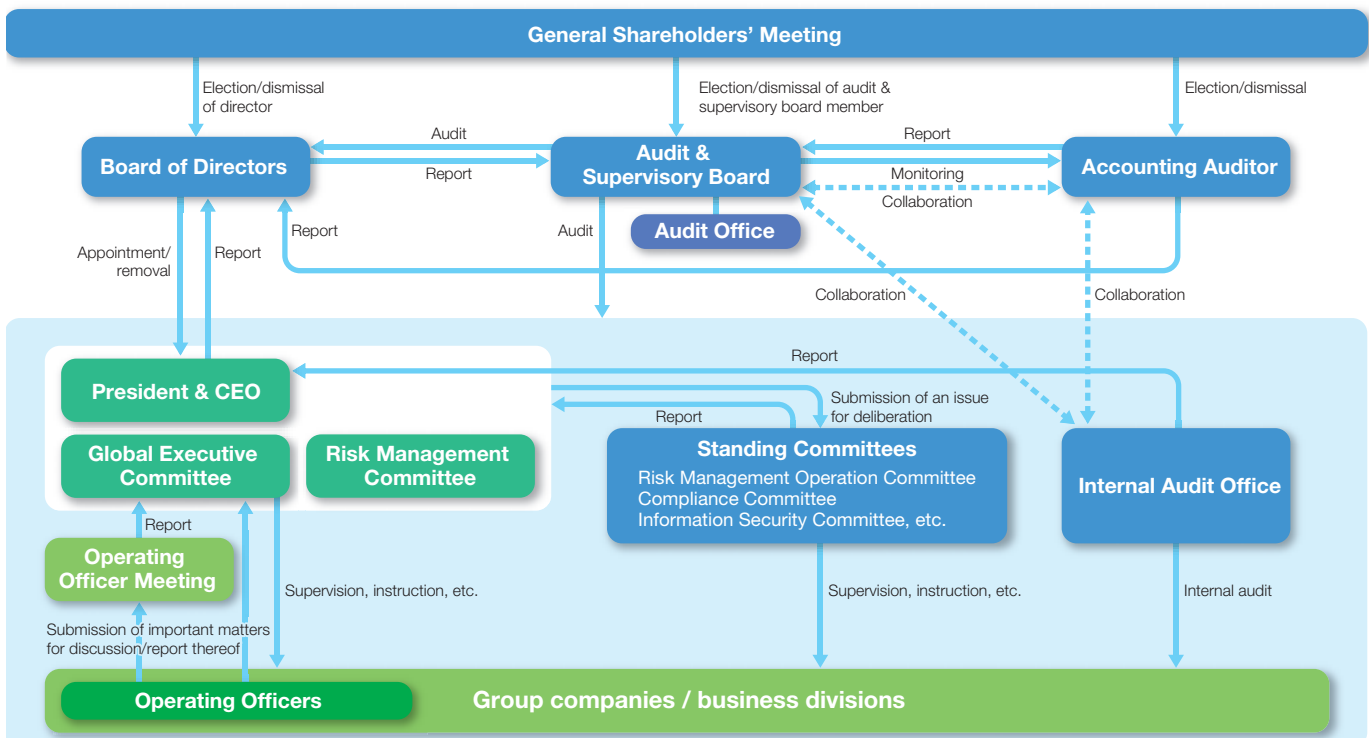 General Shareholders' Meeting
Election/dismissal
of director
Election/dismissal of audit &
supervisory board member
Election/dismissal
Board of Directors
Audit
Report
Audit &
Supervisory Board
Report
Monitoring
Collaboration
Accounting Auditor
Audit Office
Appointment/
removal
Report
Report
Audit
Collaboration
Collaboration
President & CEO
Report
Global Executive
Committee
Risk Management
Committee
Submission of an issue
for deliberation
Report
Standing Committees
Risk Management Operation Committee
Compliance Committee
Information Security Committee, etc.
Internal Audit Office
Report
Operating
Officer Meeting
Supervision, instruction, etc.
Supervision, instruction, etc.
Internal audit
Submission of important matters
for discussion/report thereof
Operating Officers
Group companies / business divisions